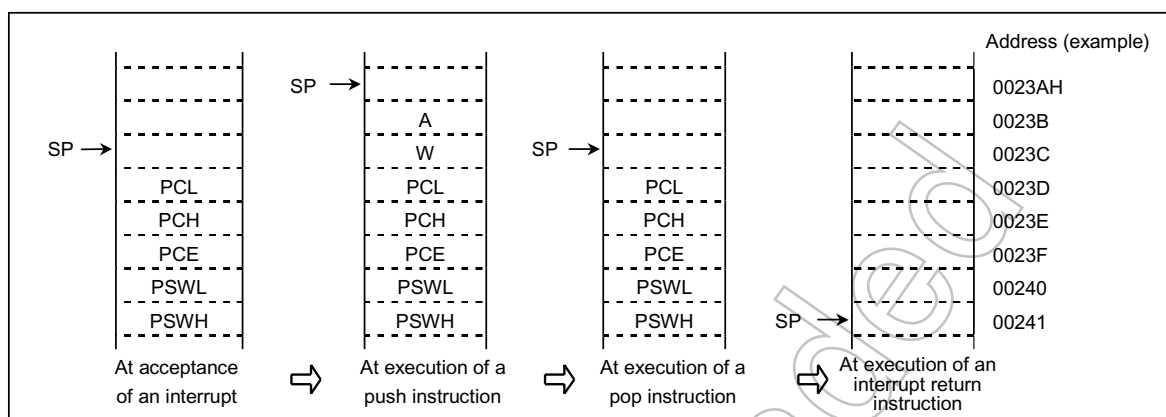 Address (example)
SP
0023AH
A
0023B
SP
W
SP
0023C
PCL
PCL
PCL
0023D
PCH
PCH
PCH
0023E
PCE
PCE
PCE
0023F
PSWL
PSWL
PSWL
00240
PSWH
PSWH
PSWH
SP
00241
At acceptance
of an interrupt
At execution of a
push instruction
At execution of a
pop instruction
At execution of an
interrupt return
instruction